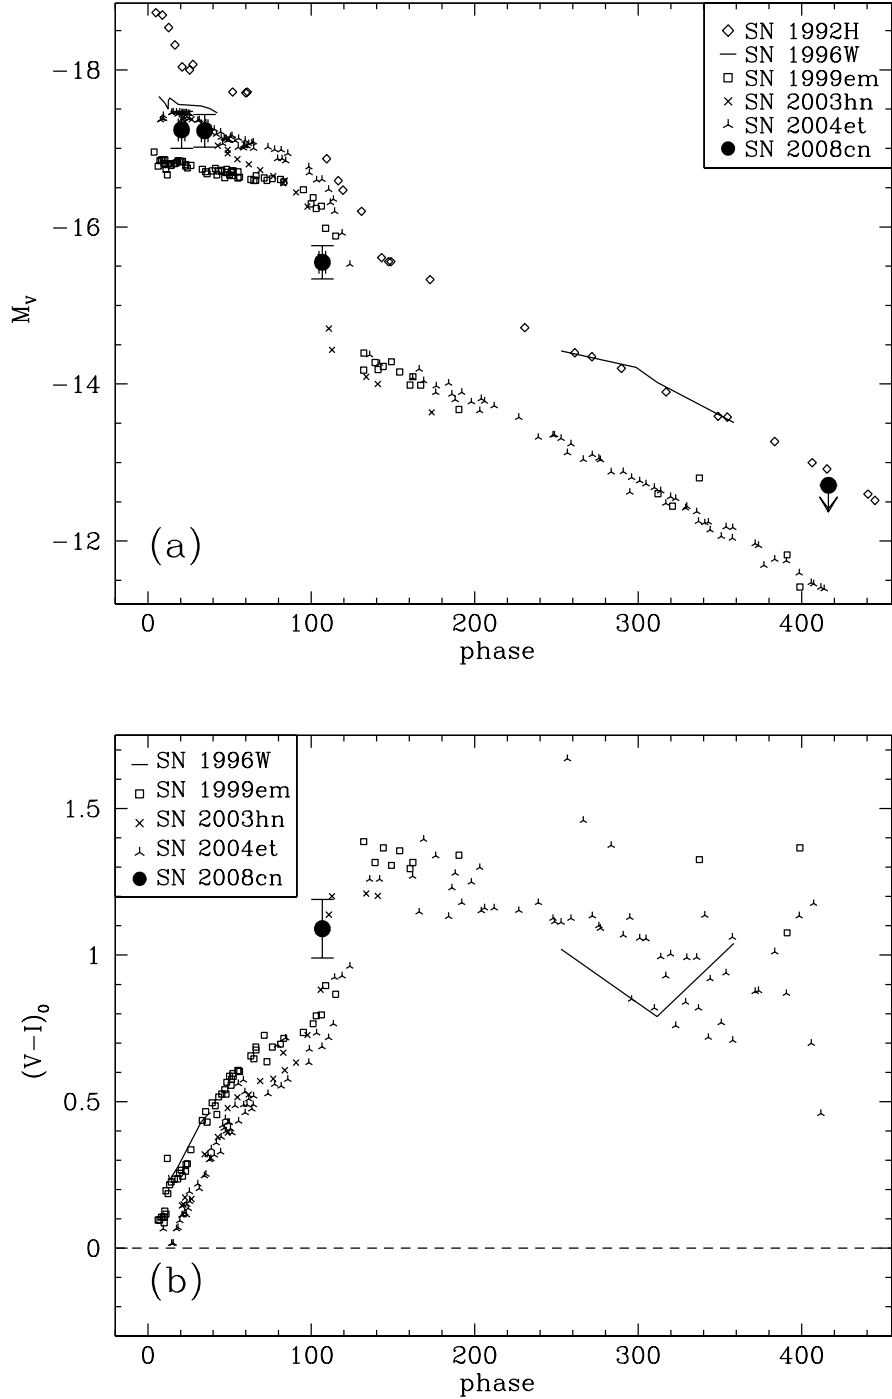 SN 1992H
SN 1996W
SN 1999em
SN 2003hn
SN 2004et
SN 2008cn
−18
−16
−14
−12
M_V
(a)
0 100 200 300 400
phase
SN 1996W
SN 1999em
SN 2003hn
SN 2004et
SN 2008cn
1.5
1
0.5
0
(V−I)_0
(b)
0 100 200 300 400
phase